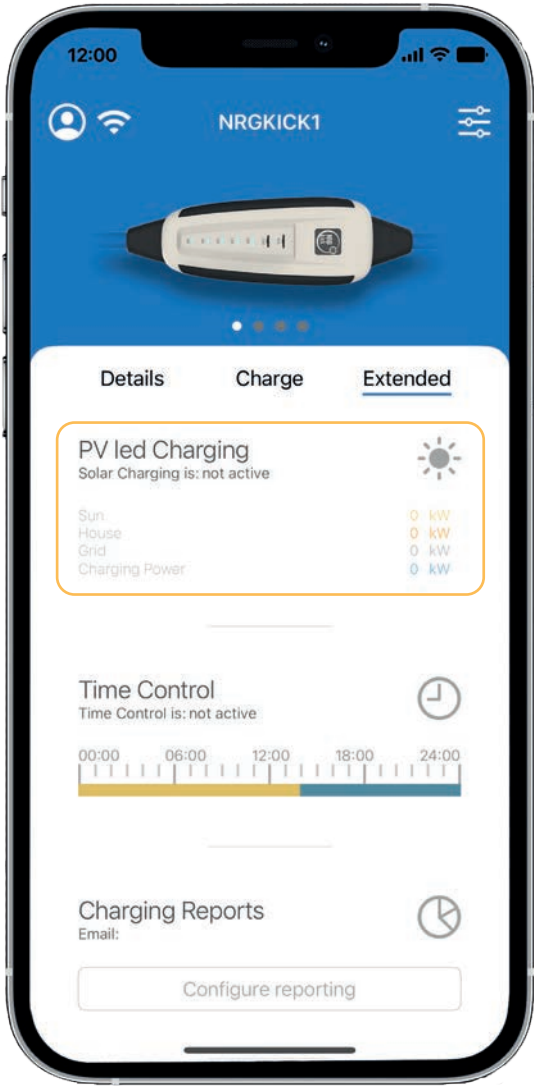 12:00
NRGKICK1
Details Charge Extended
PV led Charging
Solar Charging is: not active
Sun 0 kW
House 0 kW
Grid 0 kW
Charging Power 0 kW
Time Control
Time Control is: not active
00:00 06:00 12:00 18:00 24:00
Charging Reports
Email:
Configure reporting